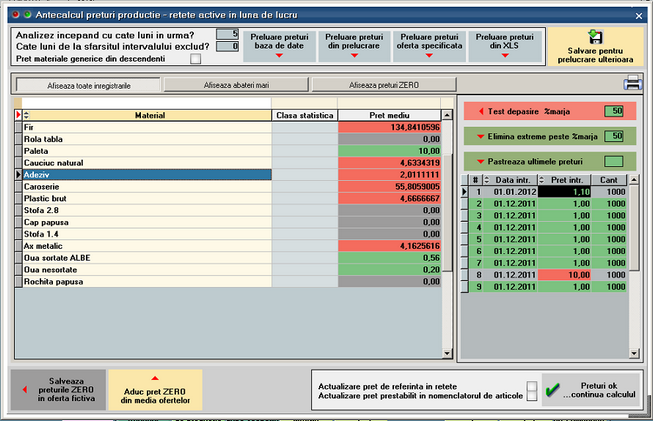 Antecalcul preturi productie - retete active in luna de lucru
Analizez incepand cu cate luni in urma? 5
Cate luni de la sfarsitul intervalului exclud? 0
Pret materiale generice din descendenti
Preluare preturi
baza de date
Preluare preturi
din prelucrare
Preluare preturi
oferta specificata
Preluare preturi
din XLS
Salvare pentru
prelucrare ulterioara
Afiseaza toate inregistrarile
Afiseaza abateri mari
Afiseaza preturi ZERO
Material Clasa statistica Pret mediu
Fir 134,8410596
Rola tabla 0,00
Paleta 10,00
Cauciuc natural 4,6334319
Adeziv 2,0111111
Caroserie 55,8059005
Plastic brut 4,6666667
Stofa 2.8 0,00
Cap papusa 0,00
Stofa 1.4 0,00
Ax metalic 4,1625616
Oua sortate ALBE 0,56
Oua nesortate 0,20
Rochita papusa 0,00
Test depasire %marja 50
Elimina extreme peste %marja 50
Pastreaza ultimele preturi
# Data intr. Pret intr. Cant
1 01.01.2012 1,10 1000
2 01.12.2011 1,00 1000
3 01.12.2011 1,00 1000
4 01.12.2011 1,00 1000
5 01.12.2011 1,00 1000
6 01.12.2011 1,00 1000
7 01.12.2011 1,00 1000
8 01.12.2011 10,00 1000
9 01.12.2011 1,00 1000
Salveaza
preturile ZERO
in oferta fictiva
Aduc pret ZERO
din media ofertelor
Actualizare pret de referinta in retete
Actualizare pret prestabilit in nomenclatorul de articole
Preturi ok
...continua calculul